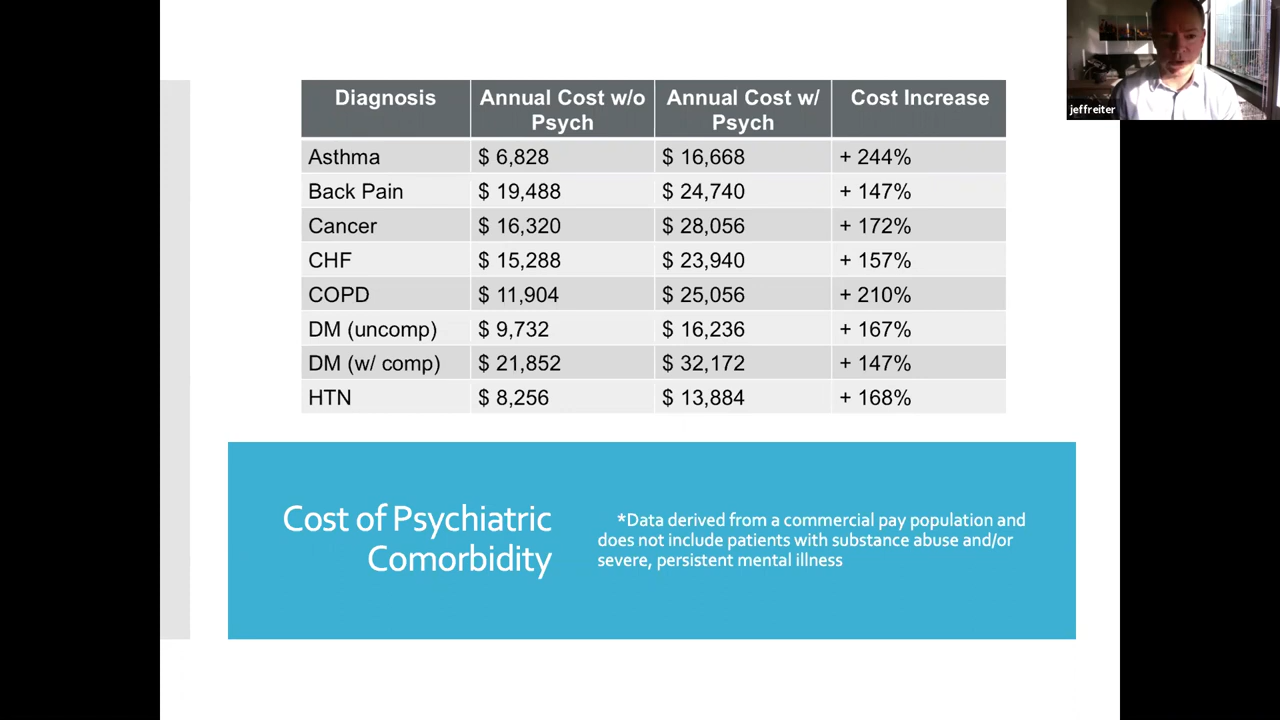 jeffreiter
Diagnosis Annual Cost w/o Psych Annual Cost w/ Psych Cost Increase
Asthma $ 6,828 $ 16,668 + 244%
Back Pain $ 19,488 $ 24,740 + 147%
Cancer $ 16,320 $ 28,056 + 172%
CHF $ 15,288 $ 23,940 + 157%
COPD $ 11,904 $ 25,056 + 210%
DM (uncomp) $ 9,732 $ 16,236 + 167%
DM (w/ comp) $ 21,852 $ 32,172 + 147%
HTN $ 8,256 $ 13,884 + 168%
Cost of Psychiatric
Comorbidity
*Data derived from a commercial pay population and
does not include patients with substance abuse and/or
severe, persistent mental illness